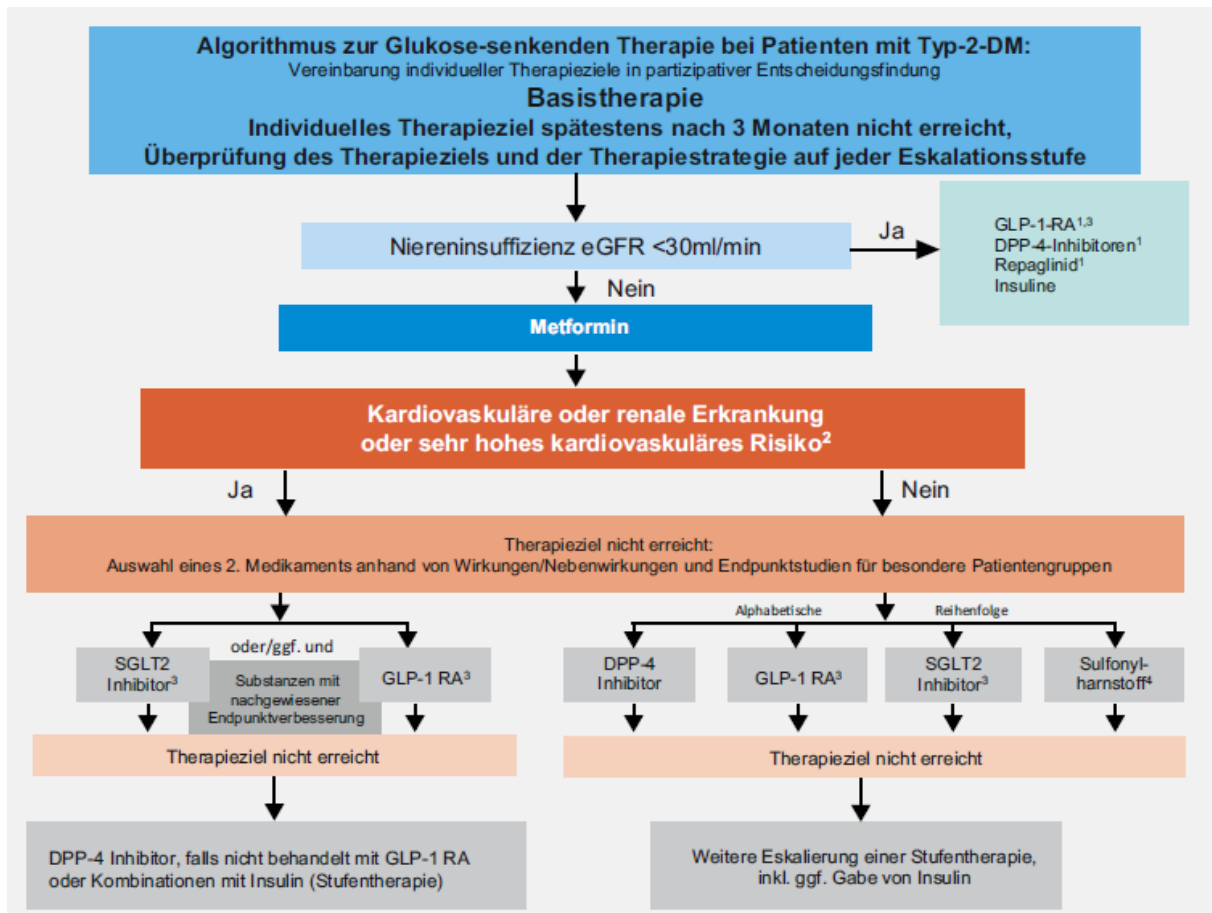 Algorithmus zur Glukose-senkenden Therapie bei Patienten mit Typ-2-DM:
Vereinbarung individueller Therapieziele in partizipativer Entscheidungsfindung
Basistherapie
Individuelles Therapieziel spätestens nach 3 Monaten nicht erreicht,
Überprüfung des Therapieziels und der Therapiestrategie auf jeder Eskalationsstufe
Niereninsuffizienz eGFR <30ml/min
Ja
GLP-1-RA¹,³
DPP-4-Inhibitoren¹
Repaglinid¹
Insuline
Nein
Metformin
Kardiovaskuläre oder renale Erkrankung
oder sehr hohes kardiovaskuläres Risiko²
Ja
Nein
Therapieziel nicht erreicht:
Auswahl eines 2. Medikaments anhand von Wirkungen/Nebenwirkungen und Endpunktstudien für besondere Patientengruppen
Alphabetische Reihenfolge
SGLT2
Inhibitor³
oder/ggf. und
Substanzen mit
nachgewiesener
Endpunktverbesserung
GLP-1 RA³
DPP-4
Inhibitor
GLP-1 RA³
SGLT2
Inhibitor³
Sulfonyl-
harnstoff⁴
Therapieziel nicht erreicht
Therapieziel nicht erreicht
DPP-4 Inhibitor, falls nicht behandelt mit GLP-1 RA
oder Kombinationen mit Insulin (Stufentherapie)
Weitere Eskalierung einer Stufentherapie,
inkl. ggf. Gabe von Insulin